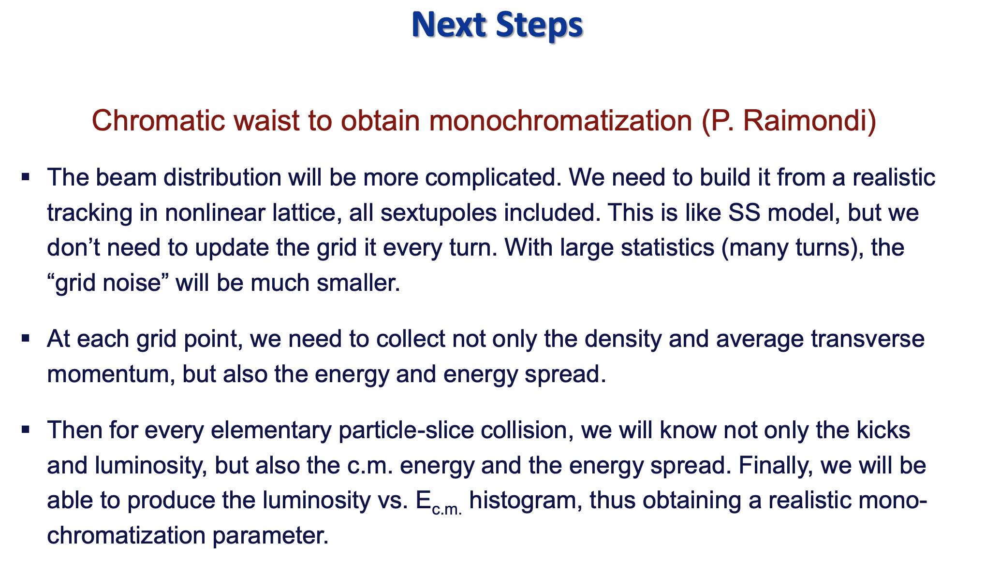 Next Steps
Chromatic waist to obtain monochromatization (P. Raimondi)
▪ The beam distribution will be more complicated. We need to build it from a realistic
tracking in nonlinear lattice, all sextupoles included. This is like SS model, but we
don’t need to update the grid it every turn. With large statistics (many turns), the
“grid noise” will be much smaller.
▪ At each grid point, we need to collect not only the density and average transverse
momentum, but also the energy and energy spread.
▪ Then for every elementary particle-slice collision, we will know not only the kicks
and luminosity, but also the c.m. energy and the energy spread. Finally, we will be
able to produce the luminosity vs. Ec.m. histogram, thus obtaining a realistic mono-
chromatization parameter.